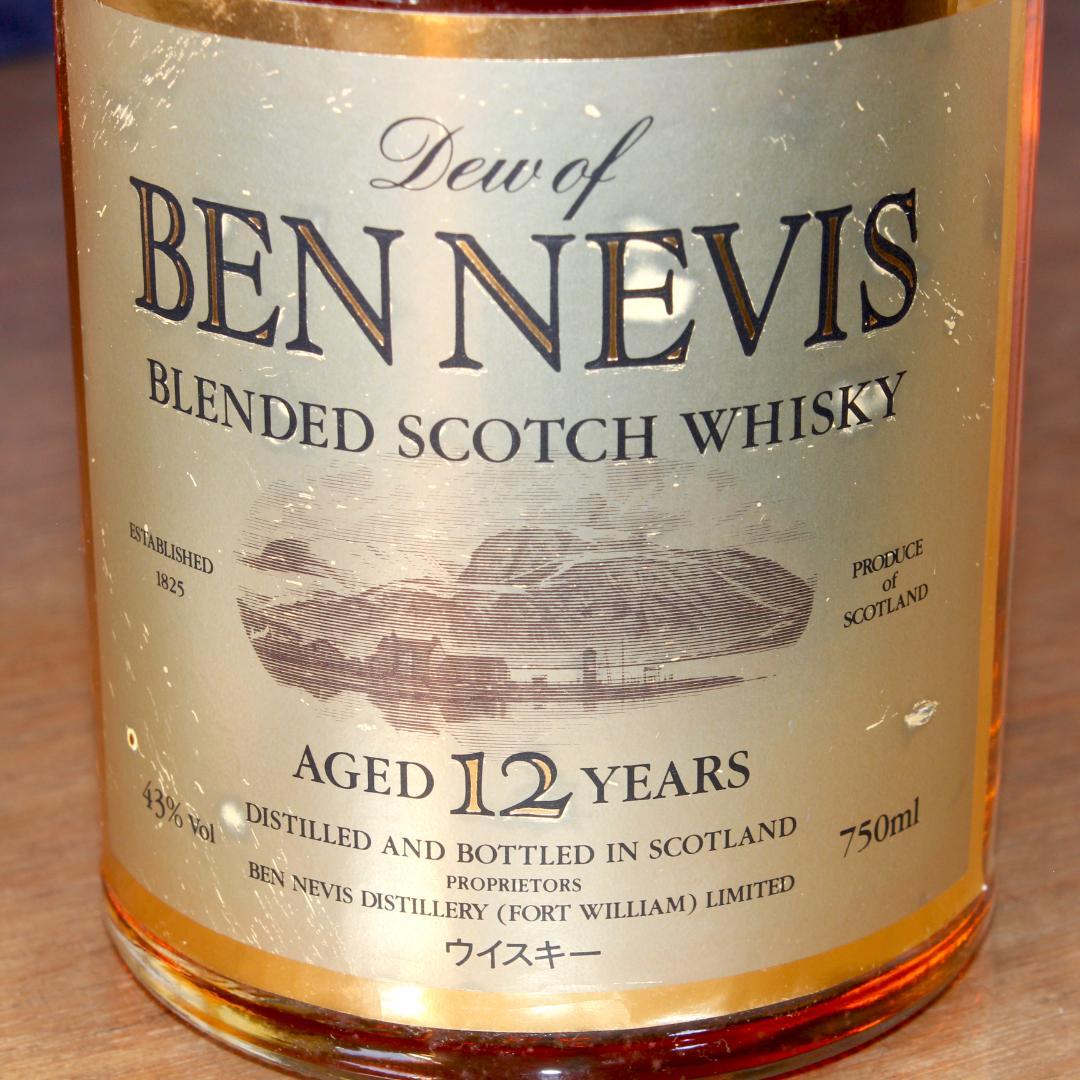 Dew of
BEN NEVIS
BLENDED SCOTCH WHISKY
ESTABLISHED
1825
PRODUCE
of
SCOTLAND
AGED 12 YEARS
43% Vol
DISTILLED AND BOTTLED IN SCOTLAND
750ml
PROPRIETORS
BEN NEVIS DISTILLERY (FORT WILLIAM) LIMITED
ウイスキー